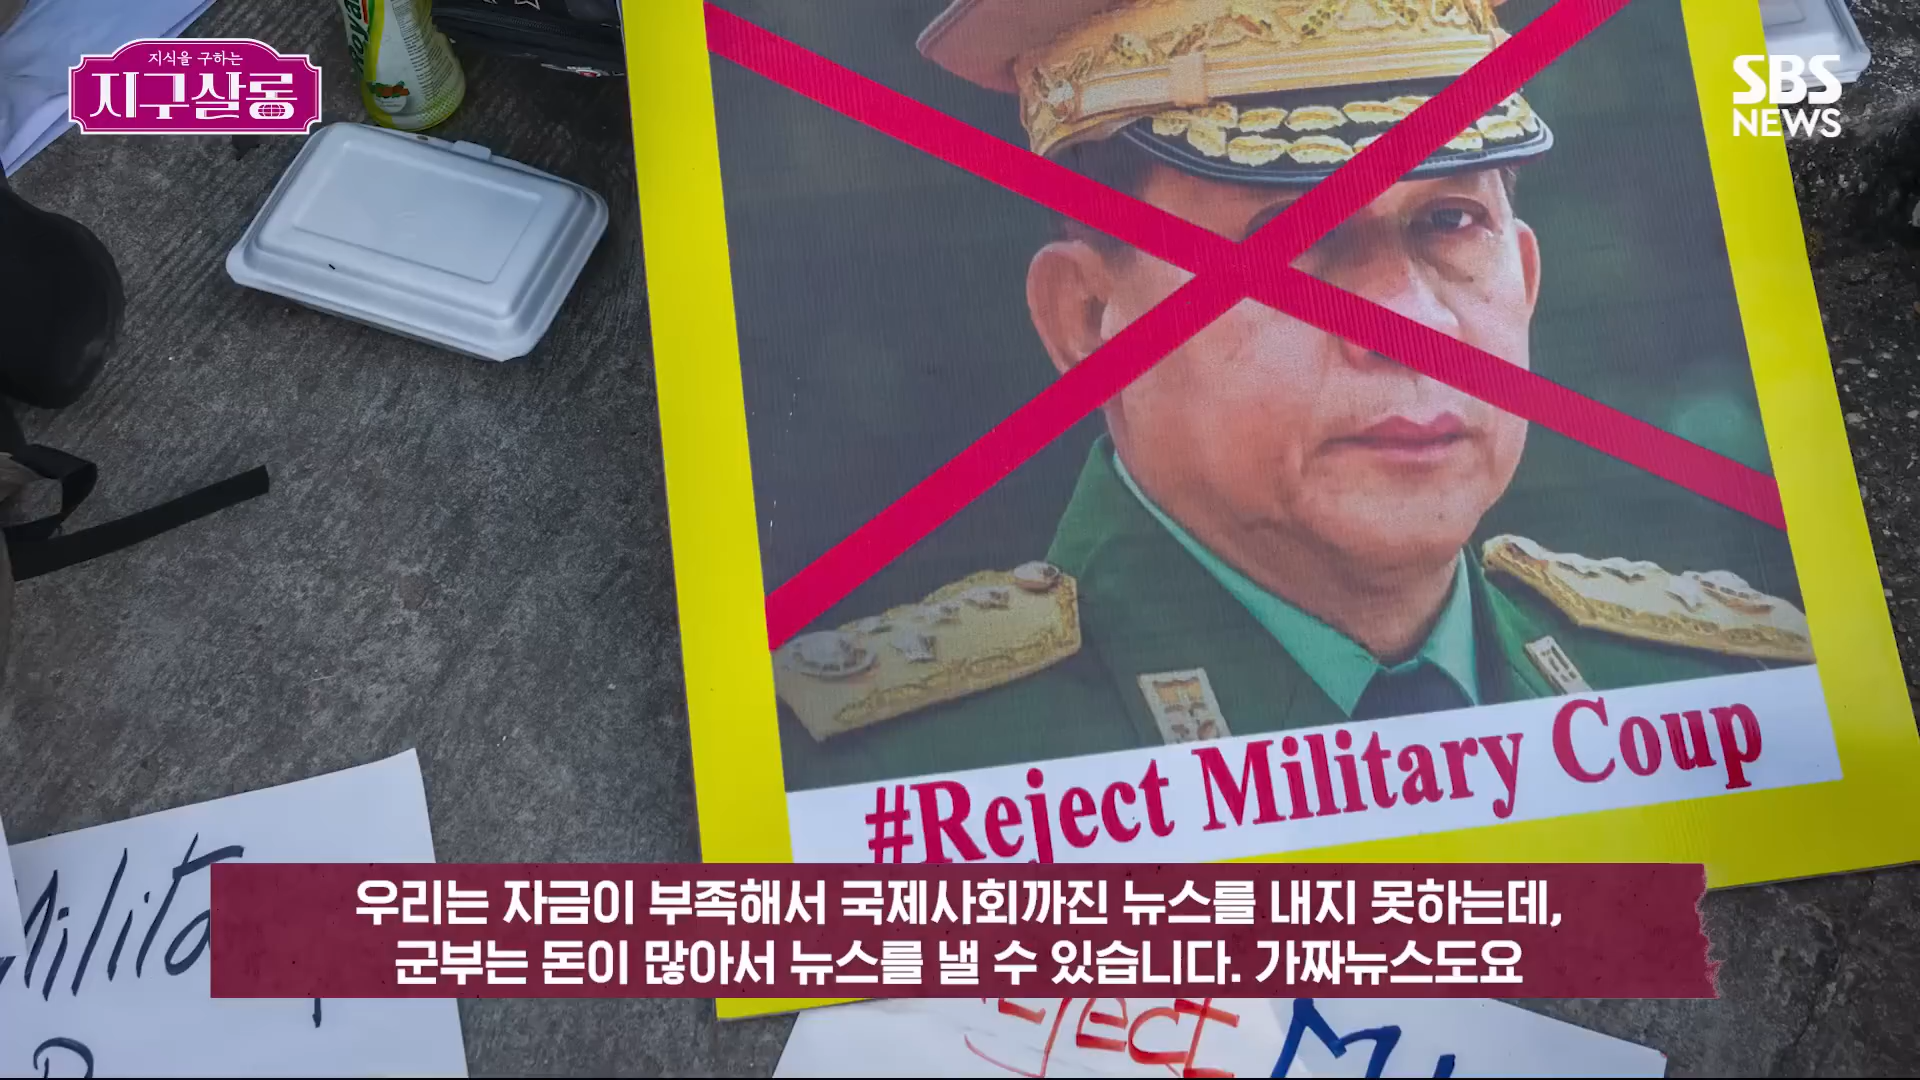 지식을 구하는
지구살롱
Royal
SBS
NEWS
#Reject Military Coup
우리는 자금이 부족해서 국제사회까진 뉴스를 내지 못하는데,
군부는 돈이 많아서 뉴스를 낼 수 있습니다. 가짜뉴스도요